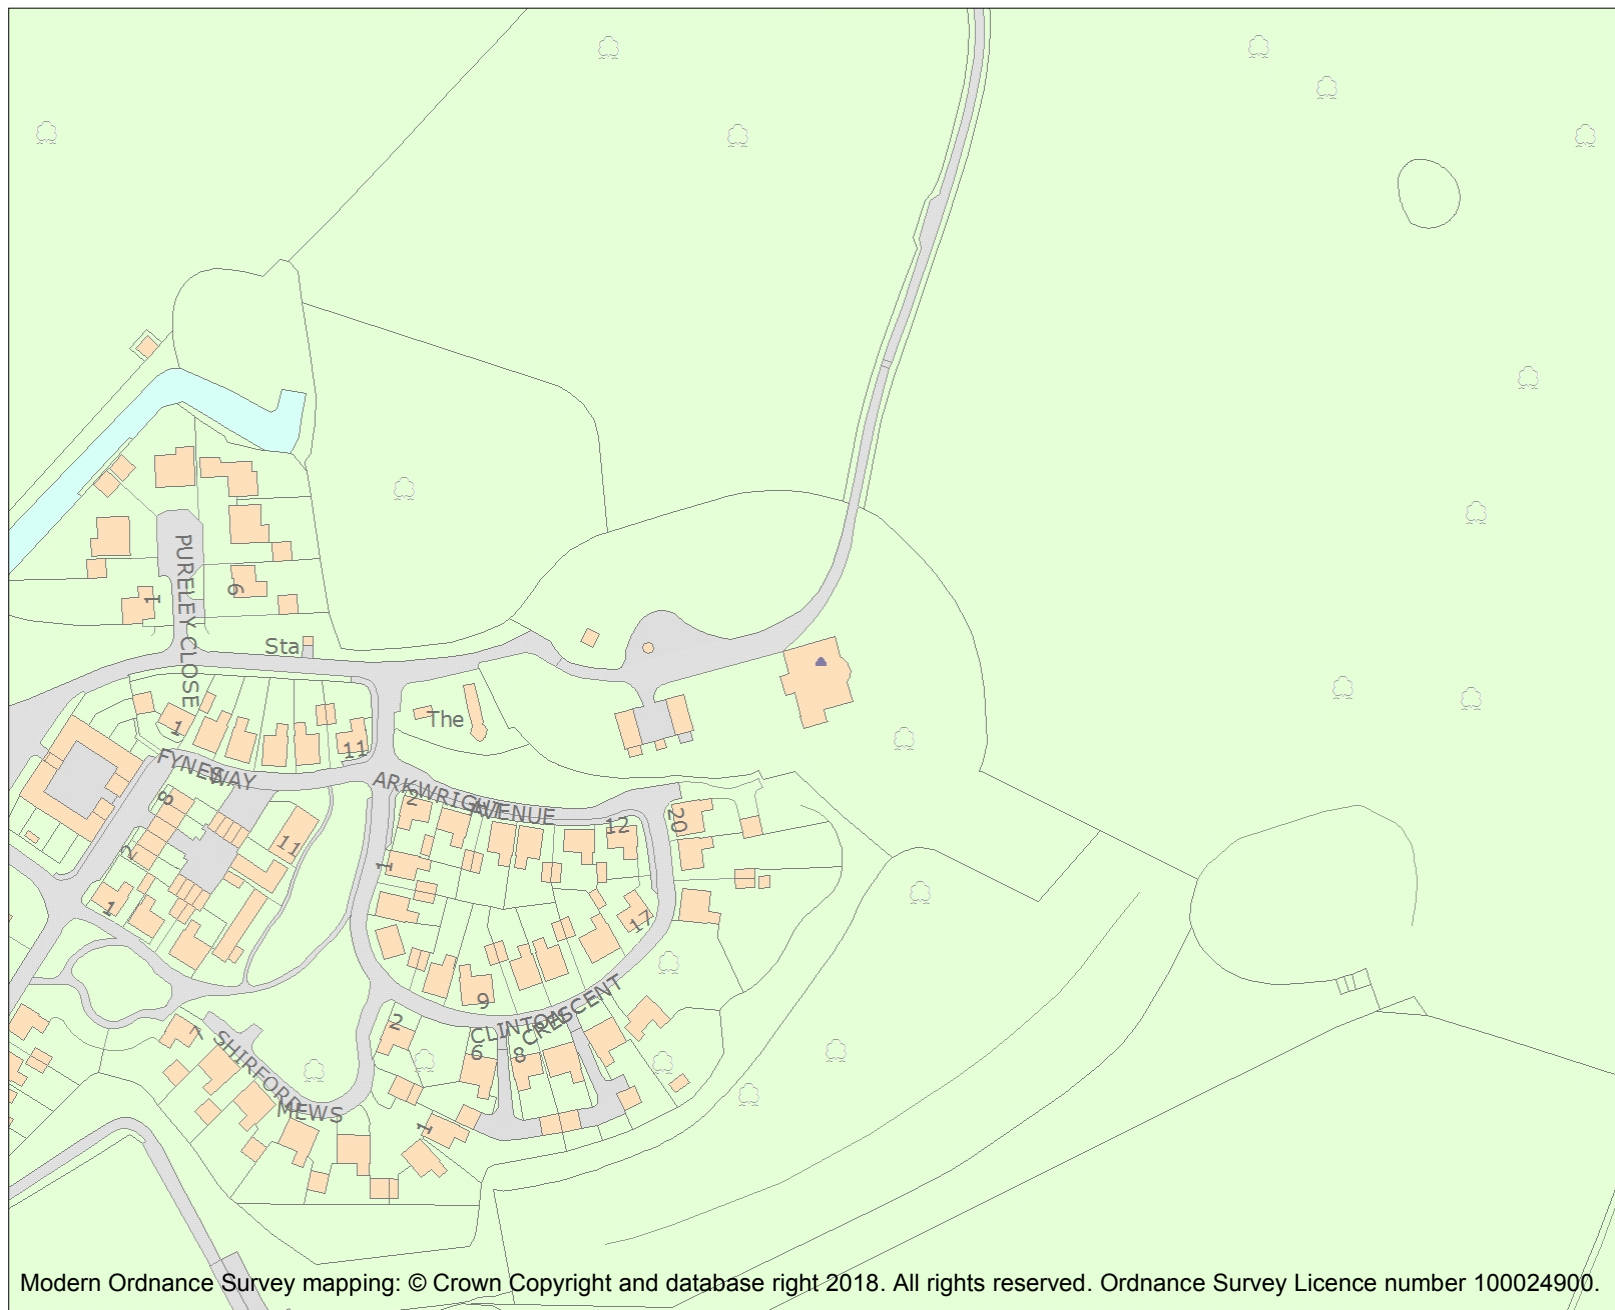 PURELEY CLOSE
1
6
Sta
The
1
11
FYNES WAY
8
2
11
1
ARKWRIGHT AVENUE
2
12
20
1
17
9
CLINTON CRESCENT
2
6
8
7
SHIRFORD MEWS
1
Modern Ordnance Survey mapping: © Crown Copyright and database right 2018. All rights reserved. Ordnance Survey Licence number 100024900.